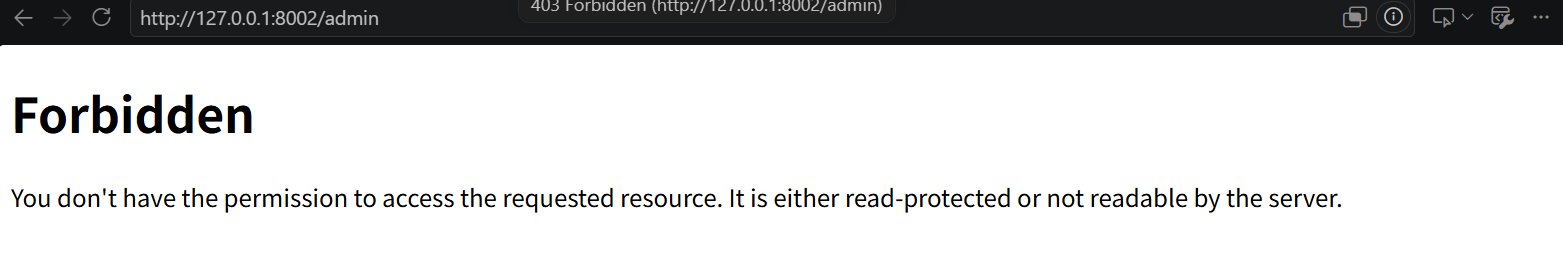 403 Forbidden (http://127.0.0.1:8002/admin)
http://127.0.0.1:8002/admin
Forbidden
You don't have the permission to access the requested resource. It is either read-protected or not readable by the server.